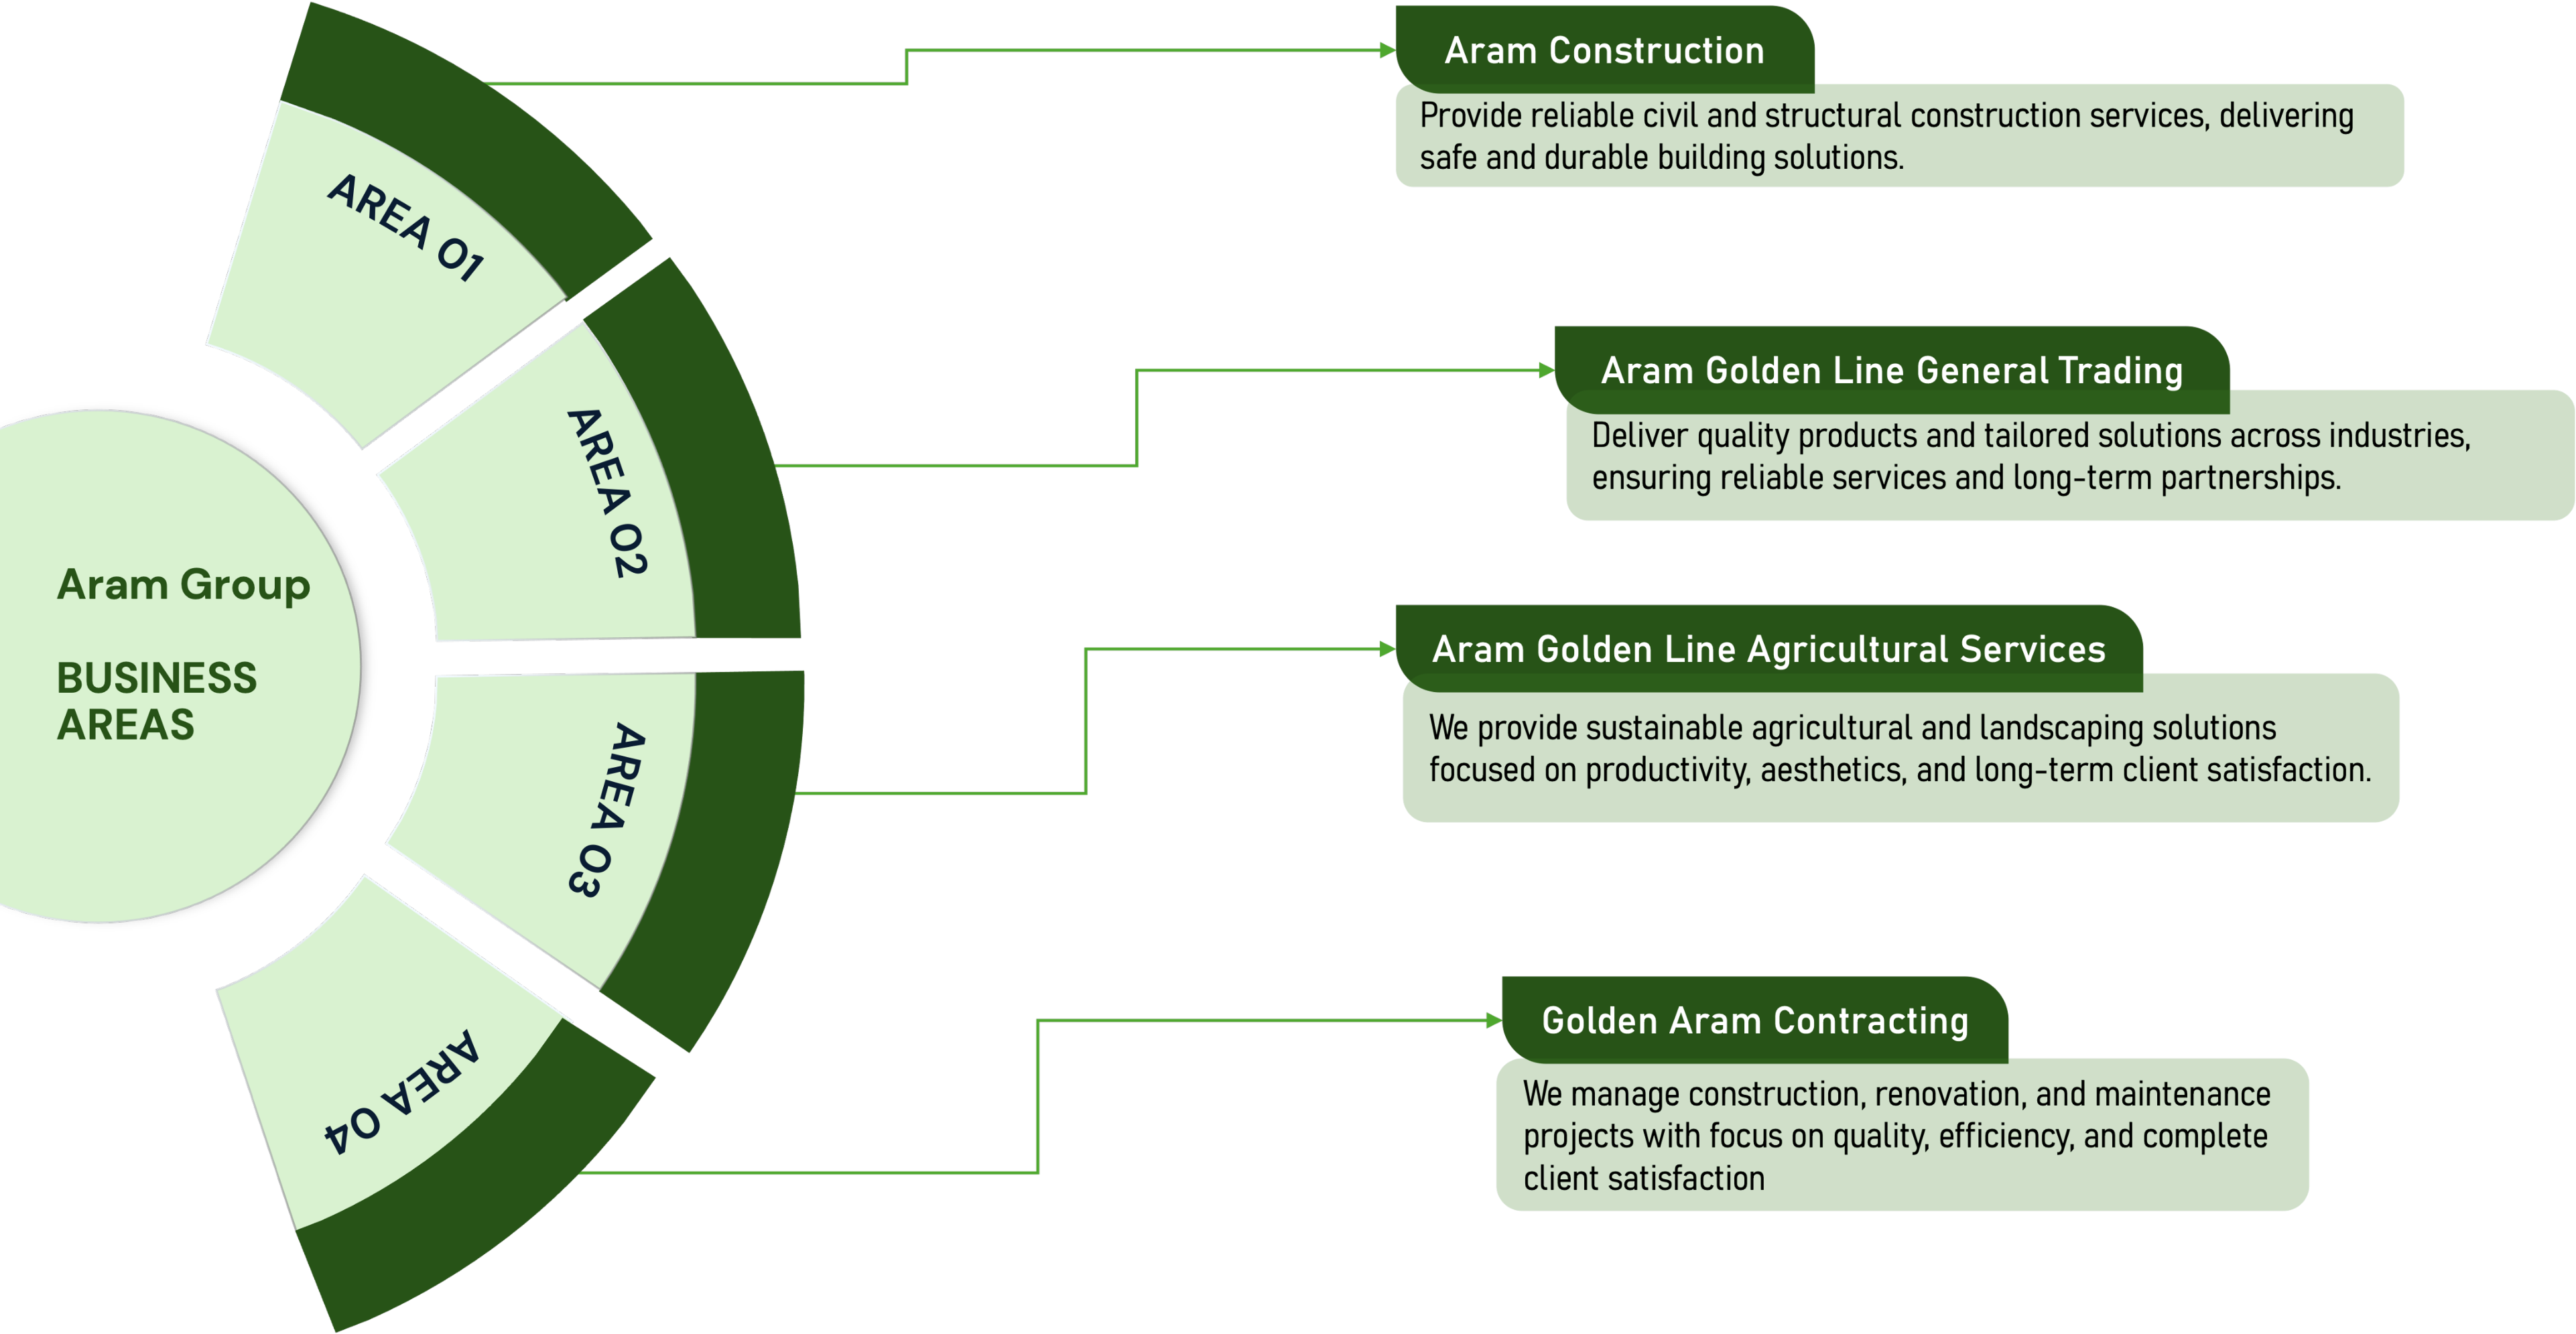 Aram Group
BUSINESS
AREAS
AREA 01
Aram Construction
Provide reliable civil and structural construction services, delivering
safe and durable building solutions.
AREA 02
Aram Golden Line General Trading
Deliver quality products and tailored solutions across industries,
ensuring reliable services and long-term partnerships.
AREA 03
Aram Golden Line Agricultural Services
We provide sustainable agricultural and landscaping solutions
focused on productivity, aesthetics, and long-term client satisfaction.
AREA 04
Golden Aram Contracting
We manage construction, renovation, and maintenance
projects with focus on quality, efficiency, and complete
client satisfaction